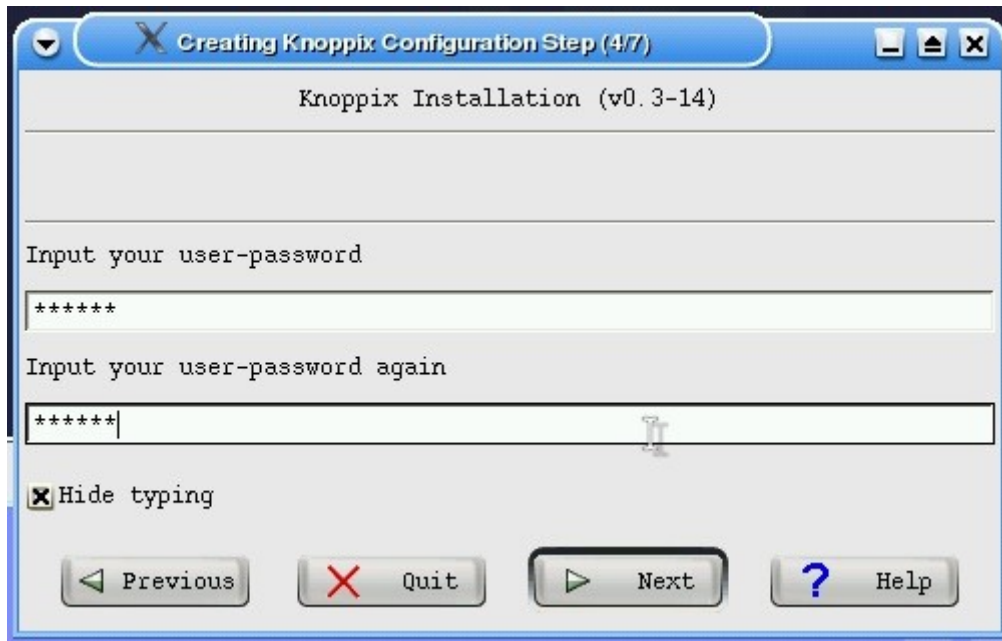 Creating Knoppix Configuration Step (4/7)
Knoppix Installation (v0.3-14)
Input your user-password
******
Input your user-password again
******
Hide typing
Previous Quit Next ? Help